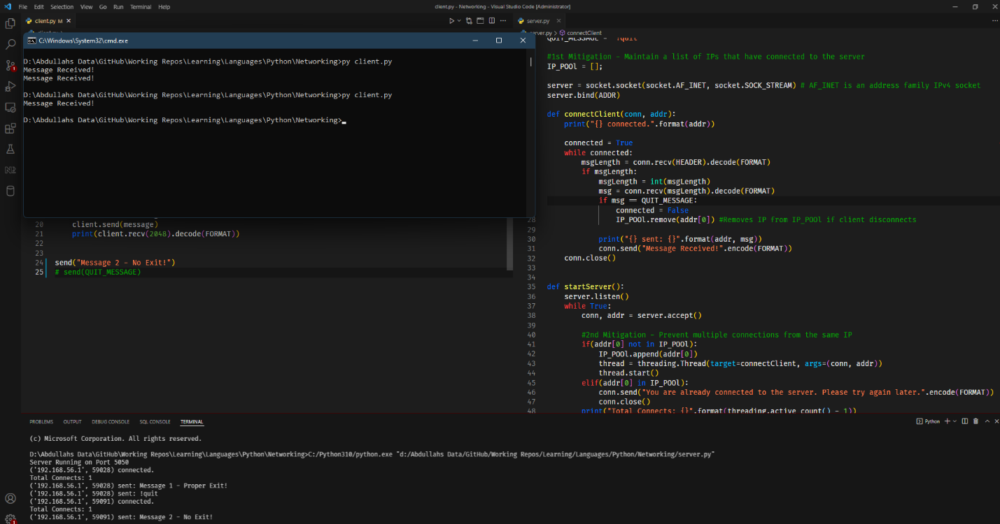 File Edit Selection View Go Run Terminal Help
client.py - Networking - Visual Studio Code [Administrator]
client.py M
server.py
server.py > connectClient
C:\Windows\System32\cmd.exe
D:\Abdullahs Data\GitHub\Working Repos\Learning\Languages\Python\Networking>py client.py
Message Received!
Message Received!
D:\Abdullahs Data\GitHub\Working Repos\Learning\Languages\Python\Networking>py client.py
Message Received!
D:\Abdullahs Data\GitHub\Working Repos\Learning\Languages\Python\Networking>
20 client.send(message)
21 print(client.recv(2048).decode(FORMAT))
22
23
24 send("Message 2 - No Exit!")
25 # send(QUIT_MESSAGE)
QUIT_MESSAGE = "!quit"
#1st Mitigation - Maintain a list of IPs that have connected to the server
IP_POOl = [];
server = socket.socket(socket.AF_INET, socket.SOCK_STREAM) # AF_INET is an address family IPv4 socket
server.bind(ADDR)
def connectClient(conn, addr):
print("{} connected.".format(addr))
connected = True
while connected:
msgLength = conn.recv(HEADER).decode(FORMAT)
if msgLength:
msgLength = int(msgLength)
msg = conn.recv(msgLength).decode(FORMAT)
if msg == QUIT_MESSAGE:
connected = False
28 IP_POOl.remove(addr[0]) #Removes IP from IP_POOl if client disconnects
29
30 print("{} sent: {}".format(addr, msg))
31 conn.send("Message Received!".encode(FORMAT))
32 conn.close()
33
34
35 def startServer():
36 server.listen()
37 while True:
38 conn, addr = server.accept()
39
40 #2nd Mitigation - Prevent multiple connections from the same IP
41 if(addr[0] not in IP_POOl):
42 IP_POOl.append(addr[0])
43 thread = threading.Thread(target=connectClient, args=(conn, addr))
44 thread.start()
45 elif(addr[0] in IP_POOl):
46 conn.send("You are already connected to the server. Please try again later.".encode(FORMAT))
47 conn.close()
48 print("Total Connects: {}".format(threading.active_count() - 1))
PROBLEMS OUTPUT DEBUG CONSOLE SQL CONSOLE TERMINAL
Python
(c) Microsoft Corporation. All rights reserved.
D:\Abdullahs Data\GitHub\Working Repos\Learning\Languages\Python\Networking>C:/Python310/python.exe "d:/Abdullahs Data/GitHub/Working Repos/Learning/Languages/Python/Networking/server.py"
Server Running on Port 5050
('192.168.56.1', 59028) connected.
Total Connects: 1
('192.168.56.1', 59028) sent: Message 1 - Proper Exit!
('192.168.56.1', 59028) sent: !quit
('192.168.56.1', 59091) connected.
Total Connects: 1
('192.168.56.1', 59091) sent: Message 2 - No Exit!